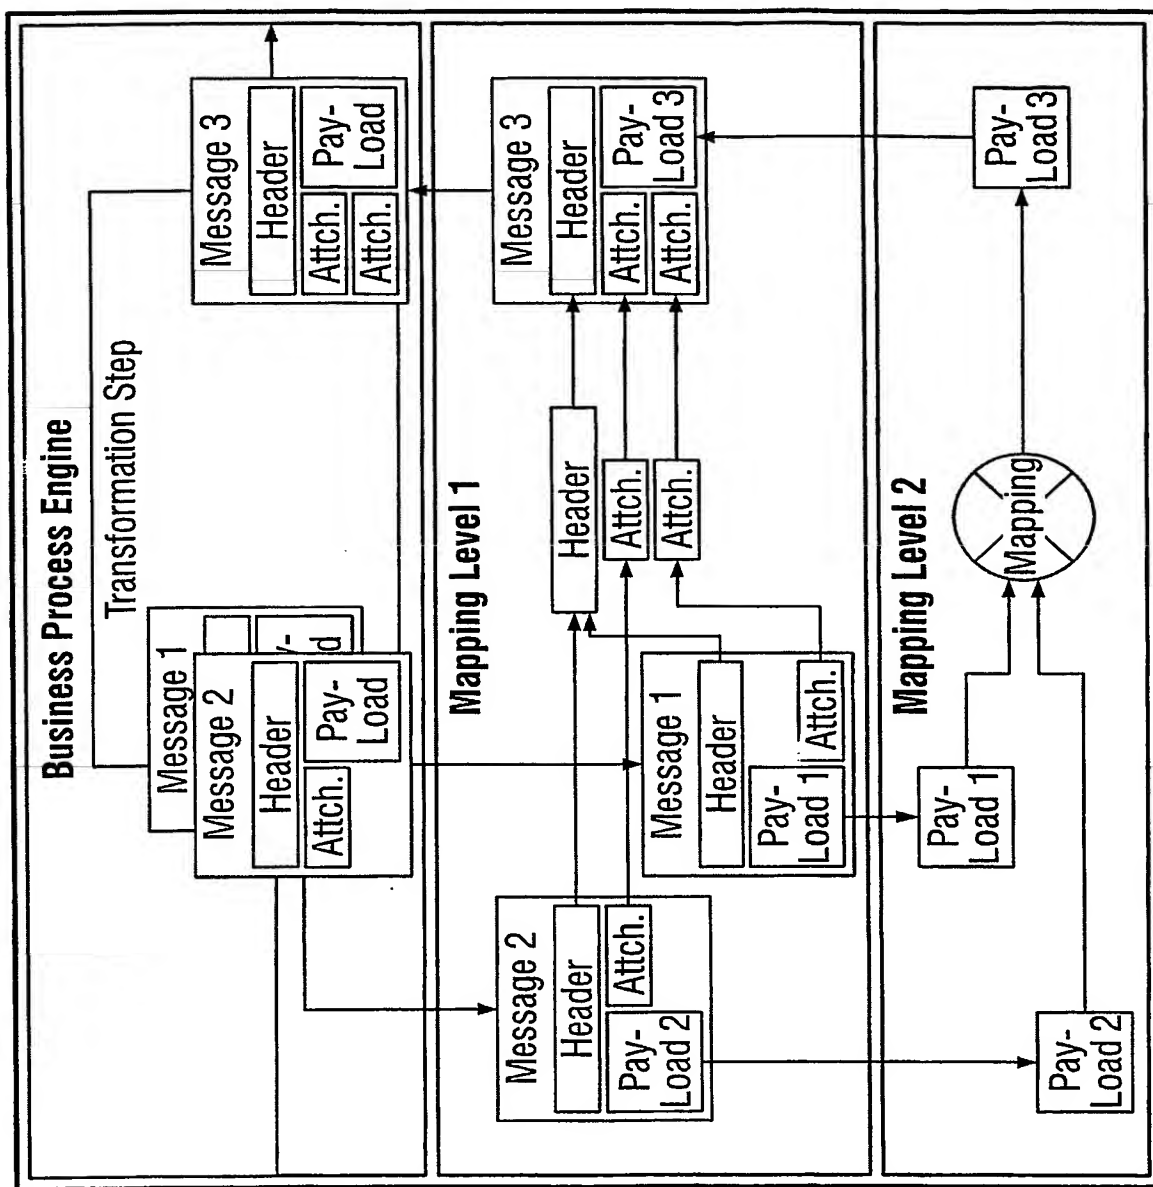 Business Process Engine
Transformation Step
Message 1
y-
d
Message 2
Header
Attch.
Pay-
Load
Message 3
Header
Attch.
Attch.
Pay-
Load
Mapping Level 1
Message 2
Header
Pay-
Load 2
Attch.
Message 1
Header
Pay-
Load 1
Attch.
Header
Attch.
Attch.
Message 3
Header
Attch.
Attch.
Pay-
Load 3
Mapping Level 2
Pay-
Load 1
Pay-
Load 2
Mapping
Pay-
Load 3